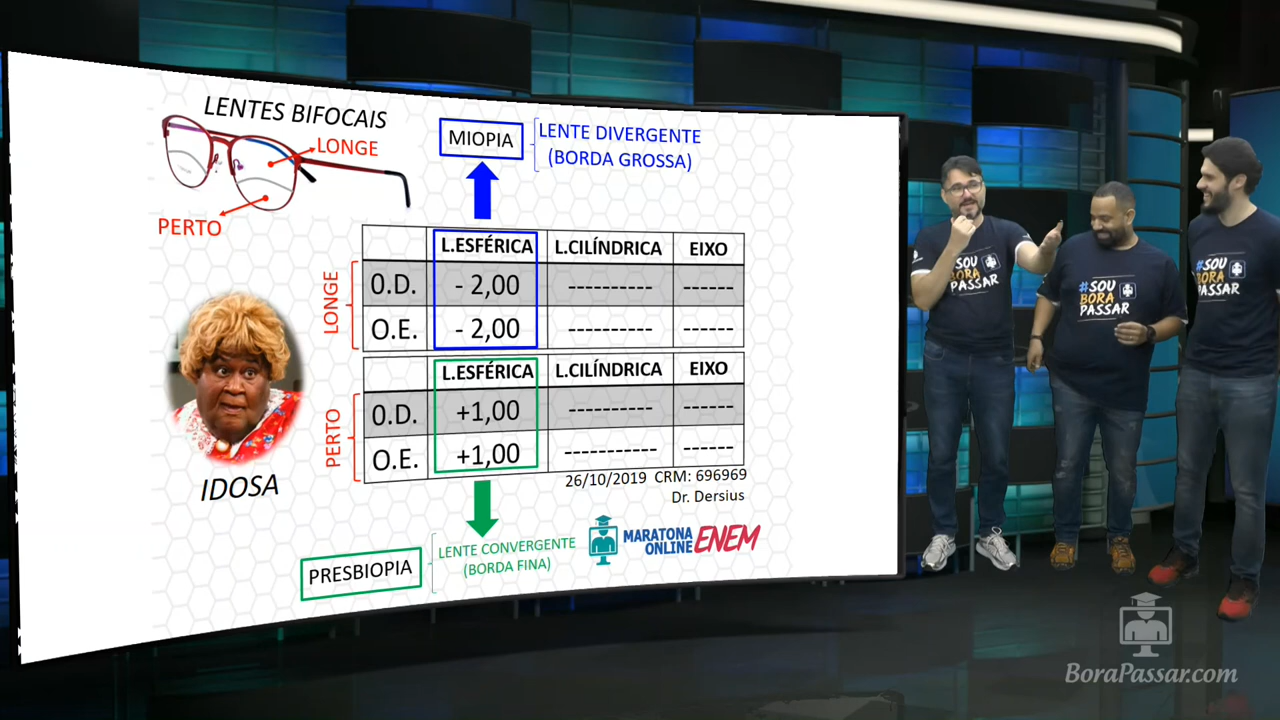 LENTES BIFOCAIS
LONGE
PERTO
MIOPIA
LENTE DIVERGENTE
(BORDA GROSSA)
L.ESFÉRICA L.CILÍNDRICA EIXO
LONGE
O.D. - 2,00 ---------- ------
O.E. - 2,00 ---------- ------
L.ESFÉRICA L.CILÍNDRICA EIXO
PERTO
O.D. +1,00 ---------- ------
O.E. +1,00 ----------- ------
26/10/2019 CRM: 696969
Dr. Dersius
IDOSA
PRESBIOPIA
LENTE CONVERGENTE
(BORDA FINA)
MARATONA
ONLINE ENEM
#SOU
BORA
PASSAR
#SOU
BORA
PASSAR
#SOU
BORA
PASSAR
BoraPassar.com